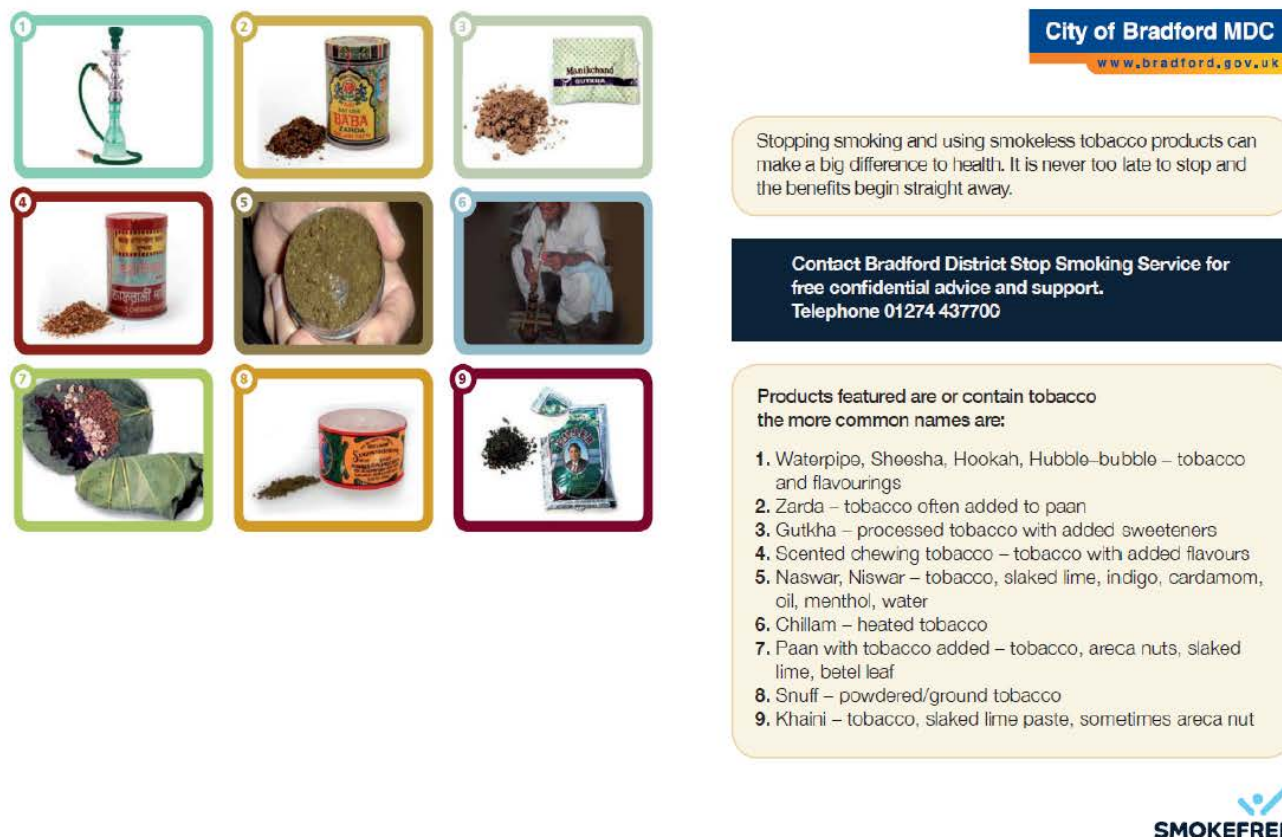 1
2
3
BABA
ZARDA
Manikchand
GUTKHA
4
5
6
7
8
9
City of Bradford MDC
www.bradford.gov.uk
Stopping smoking and using smokeless tobacco products can
make a big difference to health. It is never too late to stop and
the benefits begin straight away.
Contact Bradford District Stop Smoking Service for
free confidential advice and support.
Telephone 01274 437700
Products featured are or contain tobacco
the more common names are:
1. Waterpipe, Sheesha, Hookah, Hubble–bubble – tobacco
and flavourings
2. Zarda – tobacco often added to paan
3. Gutkha – processed tobacco with added sweeteners
4. Scented chewing tobacco – tobacco with added flavours
5. Naswar, Niswar – tobacco, slaked lime, indigo, cardamom,
oil, menthol, water
6. Chillam – heated tobacco
7. Paan with tobacco added – tobacco, areca nuts, slaked
lime, betel leaf
8. Snuff – powdered/ground tobacco
9. Khaini – tobacco, slaked lime paste, sometimes areca nut
SMOKEFREE